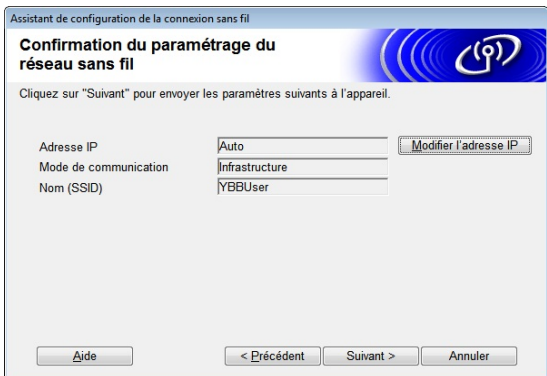 Assistant de configuration de la connexion sans fil
Confirmation du paramétrage du
réseau sans fil
Cliquez sur "Suivant" pour envoyer les paramètres suivants à l'appareil.
Adresse IP Auto Modifier l'adresse IP
Mode de communication Infrastructure
Nom (SSID) YBBUser
Aide < Précédent Suivant > Annuler